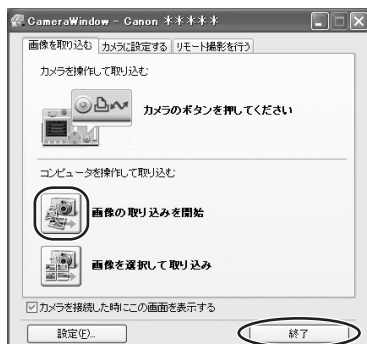 CameraWindow - Canon ＊＊＊＊＊
画像を取り込む カメラに設定する リモート撮影を行う
カメラを操作して取り込む
カメラのボタンを押してください
コンピュータを操作して取り込む
画像の取り込みを開始
画像を選択して取り込み
カメラを接続した時にこの画面を表示する
設定(F)... 終了